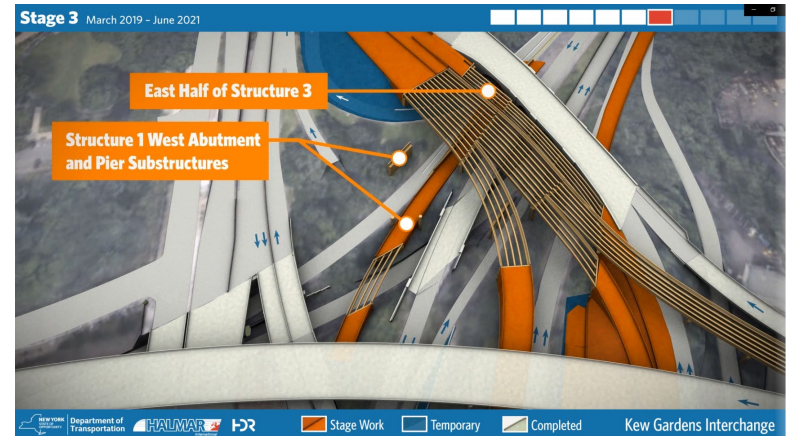 Stage 3 March 2019 – June 2021
East Half of Structure 3
Structure 1 West Abutment
and Pier Substructures
NEW YORK
STATE OF
OPPORTUNITY
Department of
Transportation
HALMAR
International
HDR
Stage Work
Temporary
Completed
Kew Gardens Interchange